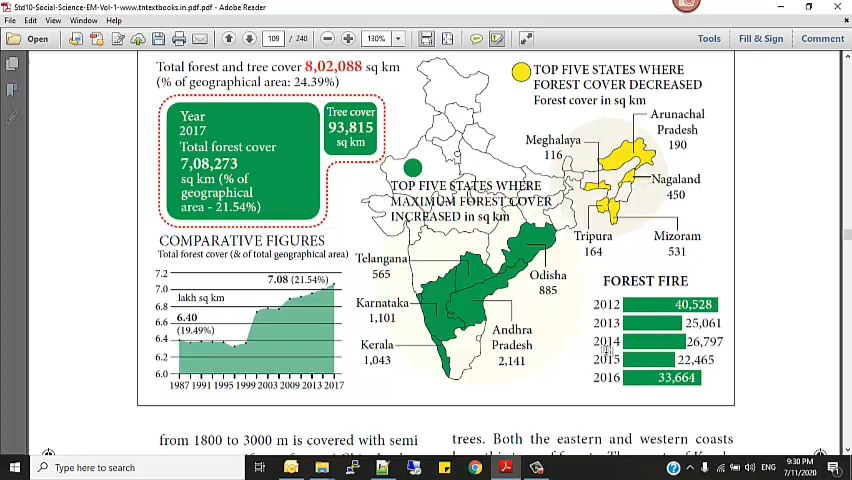 Std10-Social-Science-EM-Vol-1-www.tntextbooks.in.pdf.pdf - Adobe Reader
File Edit View Window Help
Open
109 / 240
130%
Tools
Fill & Sign
Comment
Total forest and tree cover 8,02,088 sq km
(% of geographical area: 24.39%)
Year
2017
Total forest cover
7,08,273
sq km (% of
geographical
area - 21.54%)
Tree cover
93,815
sq km
TOP FIVE STATES WHERE
FOREST COVER DECREASED
Forest cover in sq km
Arunachal
Pradesh
190
Meghalaya
116
Nagaland
450
Tripura
164
Mizoram
531
TOP FIVE STATES WHERE
MAXIMUM FOREST COVER
INCREASED in sq km
Telangana
565
Odisha
885
Karnataka
1,101
Andhra
Pradesh
2,141
Kerala
1,043
COMPARATIVE FIGURES
Total forest cover (& of total geographical area)
7.2
7.0
6.8
6.6
6.4
6.2
6.0
7.08 (21.54%)
lakh sq km
6.40
(19.49%)
1987 1991 1995 1999 2003 2009 2013 2017
FOREST FIRE
2012 40,528
2013 25,061
2014 26,797
2015 22,465
2016 33,664
from 1800 to 3000 m is covered with semi
trees. Both the eastern and western coasts
Type here to search
ENG
9:30 PM
7/11/2020